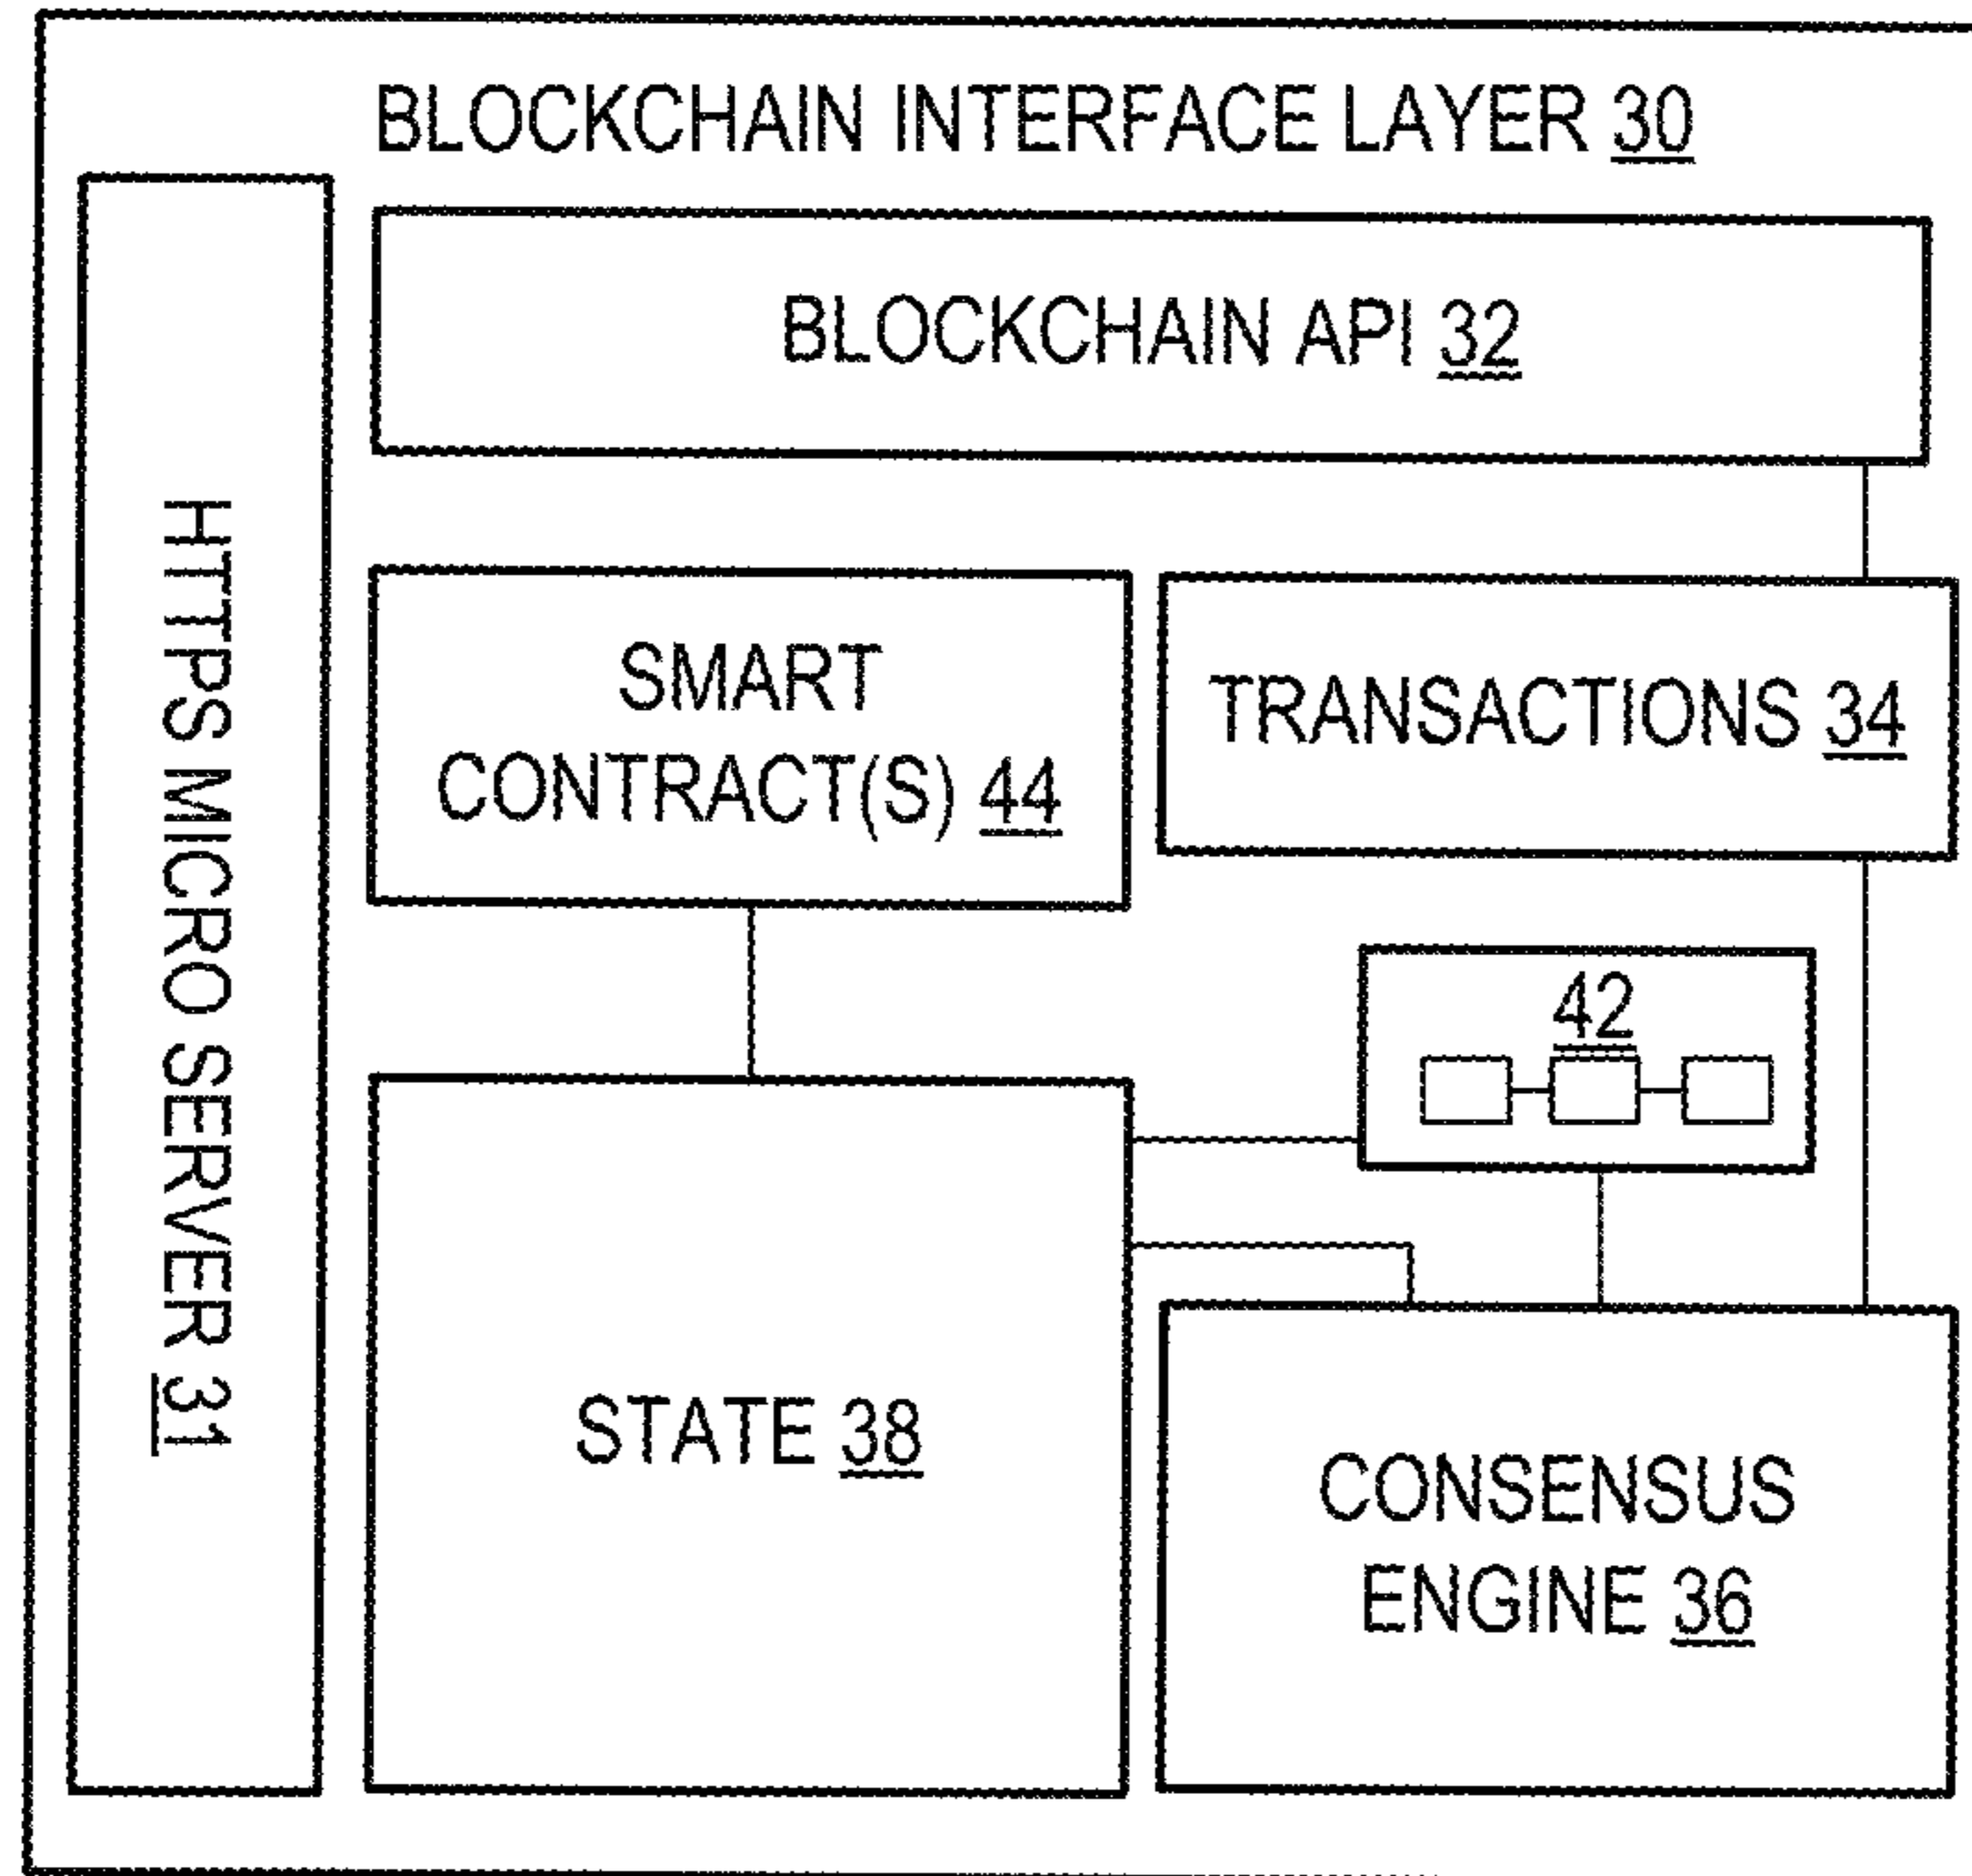 BLOCKCHAIN INTERFACE LAYER 30
HTTPS MICRO SERVER 31
BLOCKCHAIN API 32
SMART
CONTRACT(S) 44
TRANSACTIONS 34
42
STATE 38
CONSENSUS
ENGINE 36